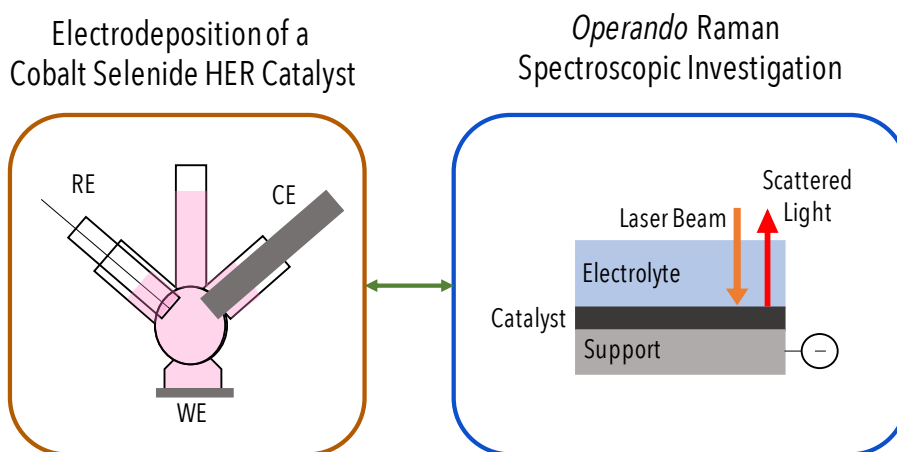 Electrodeposition of a
Cobalt Selenide HER Catalyst
RE
CE
WE
Operando Raman
Spectroscopic Investigation
Scattered
Light
Laser Beam
Electrolyte
Catalyst
Support
−